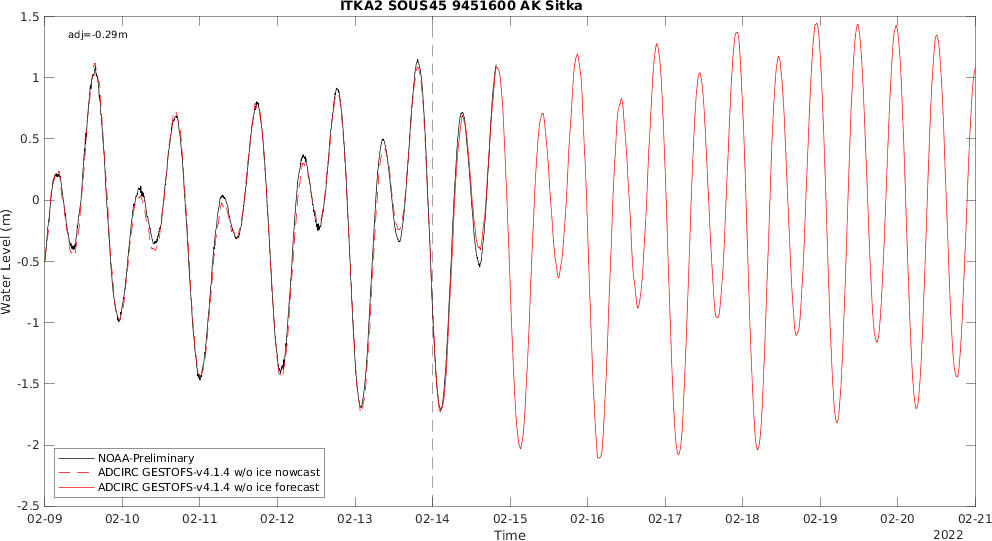 ITKA2 SOUS45 9451600 AK Sitka
adj=-0.29m
Water Level (m)
1.5
1
0.5
0
-0.5
-1
-1.5
-2
-2.5
NOAA-Preliminary
ADCIRC GESTOFS-v4.1.4 w/o ice nowcast
ADCIRC GESTOFS-v4.1.4 w/o ice forecast
02-09 02-10 02-11 02-12 02-13 02-14 02-15 02-16 02-17 02-18 02-19 02-20 02-21
Time
2022